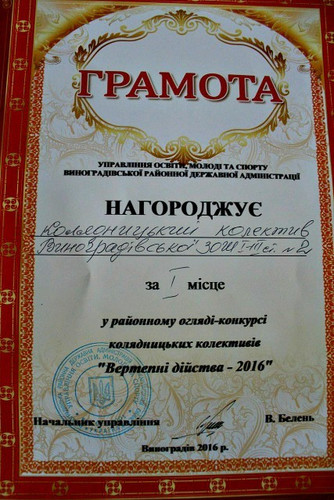 ГРАМОТА
УПРАВЛІННЯ ОСВІТИ, МОЛОДІ ТА СПОРТУ
ВИНОГРАДІВСЬКОЇ РАЙОННОЇ ДЕРЖАВНОЇ АДМІНІСТРАЦІЇ
НАГОРОДЖУЄ
колядницький колектив
Виноградівської ЗОШ I-III ст. №2
за I місце
у районному огляді-конкурсі
колядницьких колективів
"Вертепні дійства - 2016"
Начальник управління В. Белень
Виноградів 2016 р.